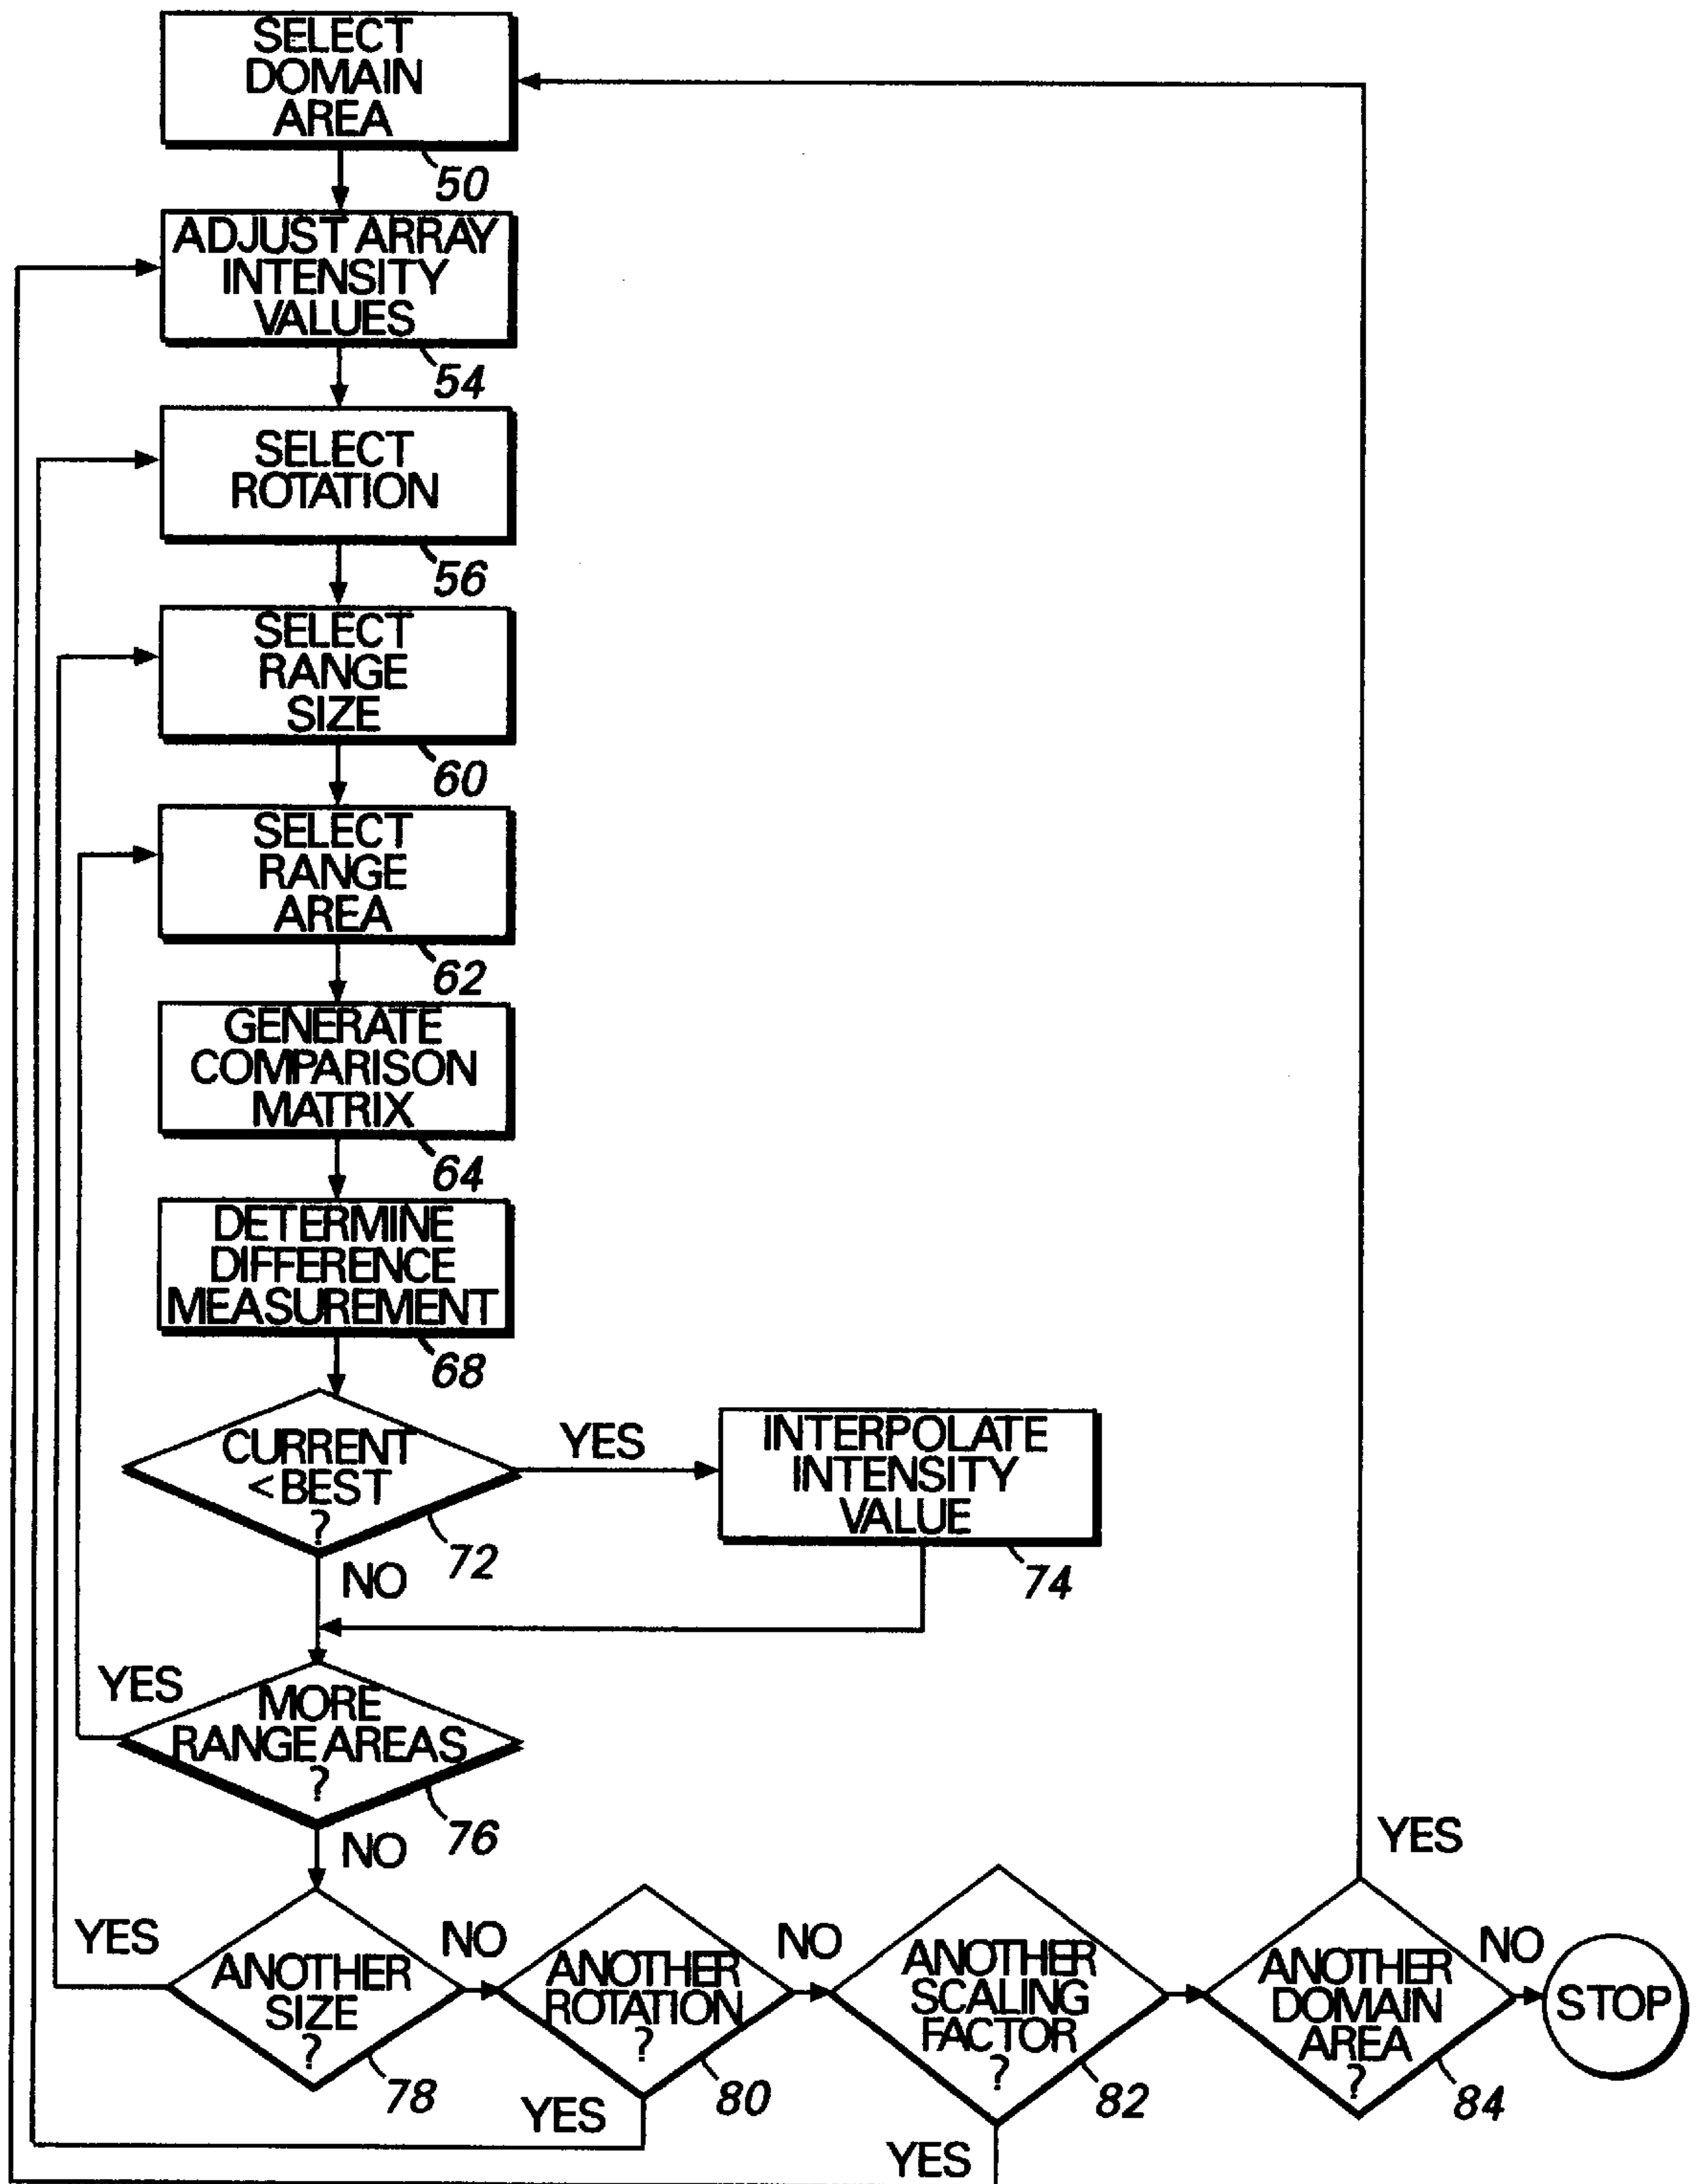 SELECT
DOMAIN
AREA
50
ADJUST ARRAY
INTENSITY
VALUES
54
SELECT
ROTATION
56
SELECT
RANGE
SIZE
60
SELECT
RANGE
AREA
62
GENERATE
COMPARISON
MATRIX
64
DETERMINE
DIFFERENCE
MEASUREMENT
68
CURRENT
< BEST
?
72
YES
INTERPOLATE
INTENSITY
VALUE
74
NO
YES
MORE
RANGE AREAS
?
76
NO
YES
ANOTHER
SIZE
?
78
NO
ANOTHER
ROTATION
?
80
YES
NO
ANOTHER
SCALING
FACTOR
?
82
YES
YES
ANOTHER
DOMAIN
AREA
?
84
NO
STOP